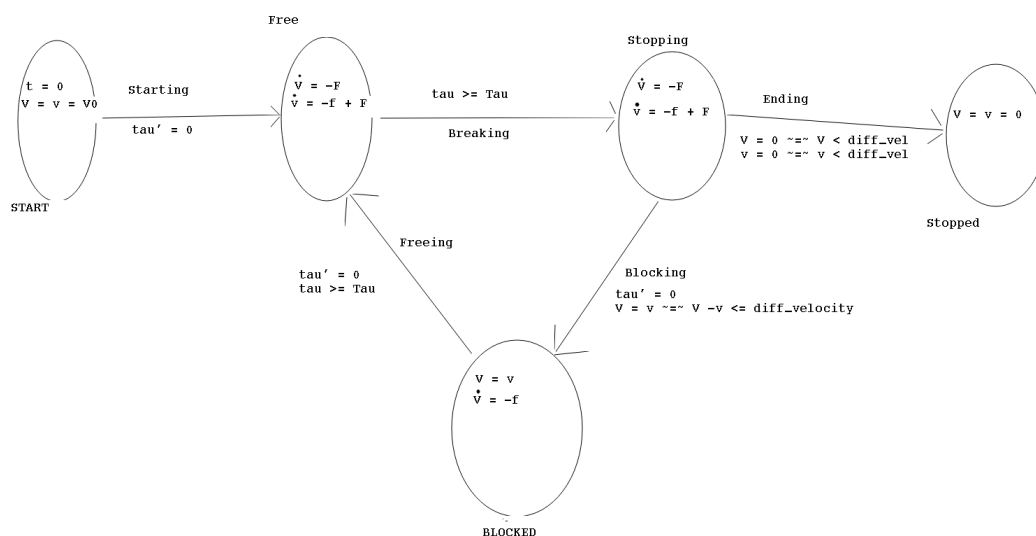 Free
Stopping
t = 0
V = v = V0
Starting
tau' = 0
V̇ = -F
v̇ = -f + F
tau >= Tau
Breaking
V̇ = -F
v̇ = -f + F
Ending
V = 0 ~=~ V < diff_vel
v = 0 ~=~ v < diff_vel
V = v = 0
START
Stopped
Freeing
tau' = 0
tau >= Tau
Blocking
tau' = 0
V = v ~=~ V -v <= diff_velocity
V = v
V̇ = -f
BLOCKED